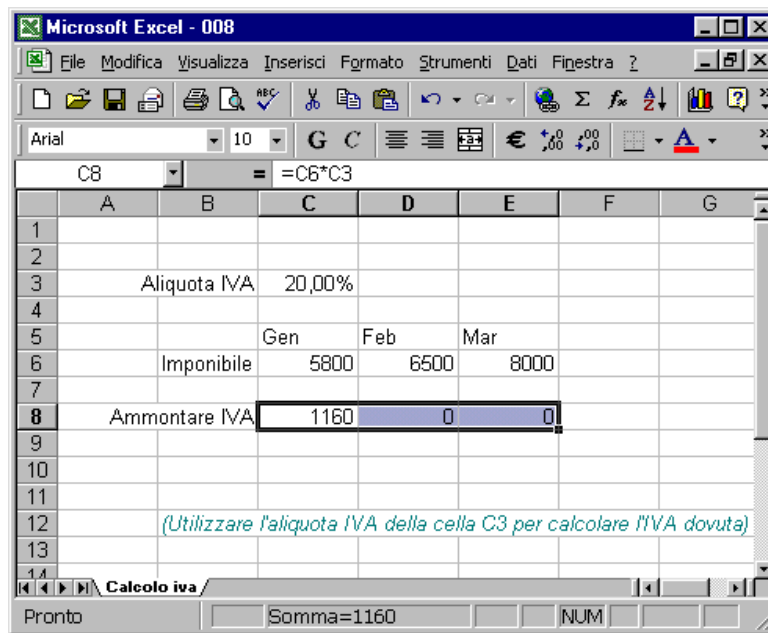 Microsoft Excel - 008
File Modifica Visualizza Inserisci Formato Strumenti Dati Finestra ?
Arial 10 G C € ,00 ,00 A
C8 = =C6*C3
A B C D E F G
1
2
3 Aliquota IVA 20,00%
4
5 Gen Feb Mar
6 Imponibile 5800 6500 8000
7
8 Ammontare IVA 1160 0 0
9
10
11
12 (Utilizzare l'aliquota IVA della cella C3 per calcolare l'IVA dovuta)
13
14
Calcolo iva
Pronto Somma=1160 NUM